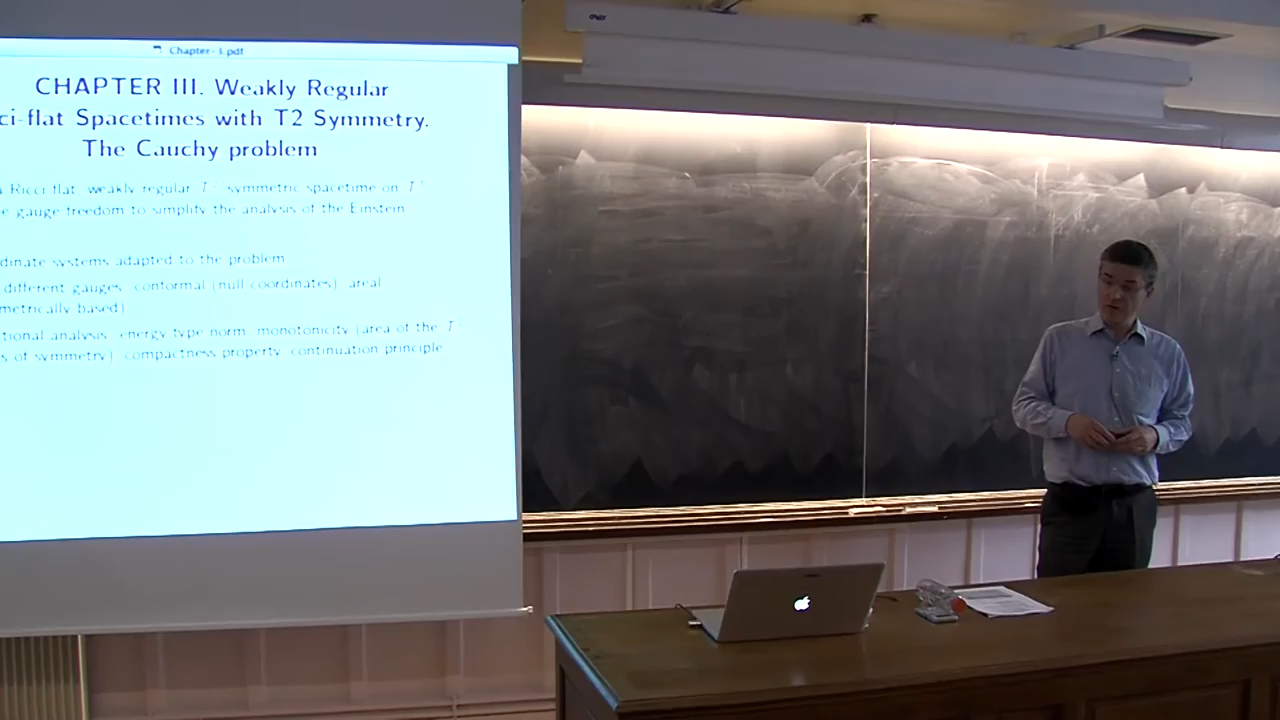 Chapter-3.pdf
CHAPTER III. Weakly Regular
ci-flat Spacetimes with T2 Symmetry.
The Cauchy problem
a Ricci flat weakly regular T² symmetric spacetime on T³
e gauge freedom to simplify the analysis of the Einstein
dinate systems adapted to the problem
different gauges: conformal (null coordinates), areal
metrically based)
tional analysis: energy type norm, monotonicity (area of the T²
s of symmetry), compactness property, continuation principle